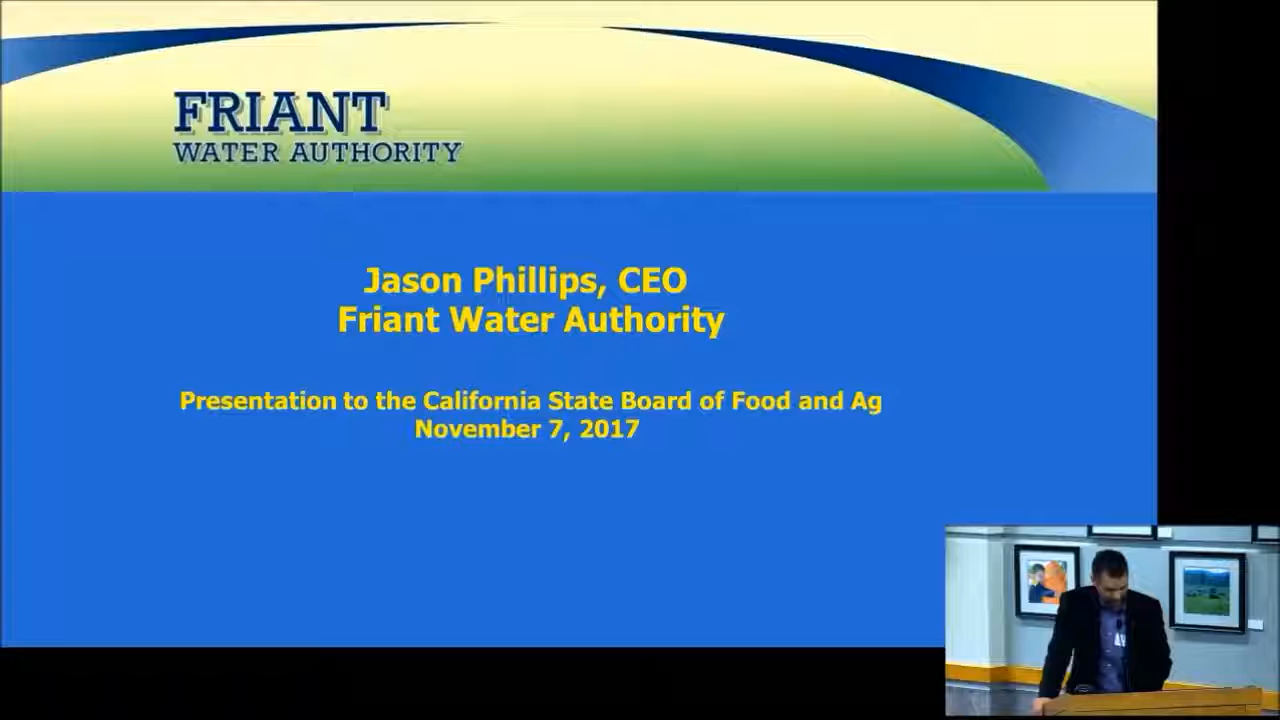 FRIANT
WATER AUTHORITY
Jason Phillips, CEO
Friant Water Authority
Presentation to the California State Board of Food and Ag
November 7, 2017